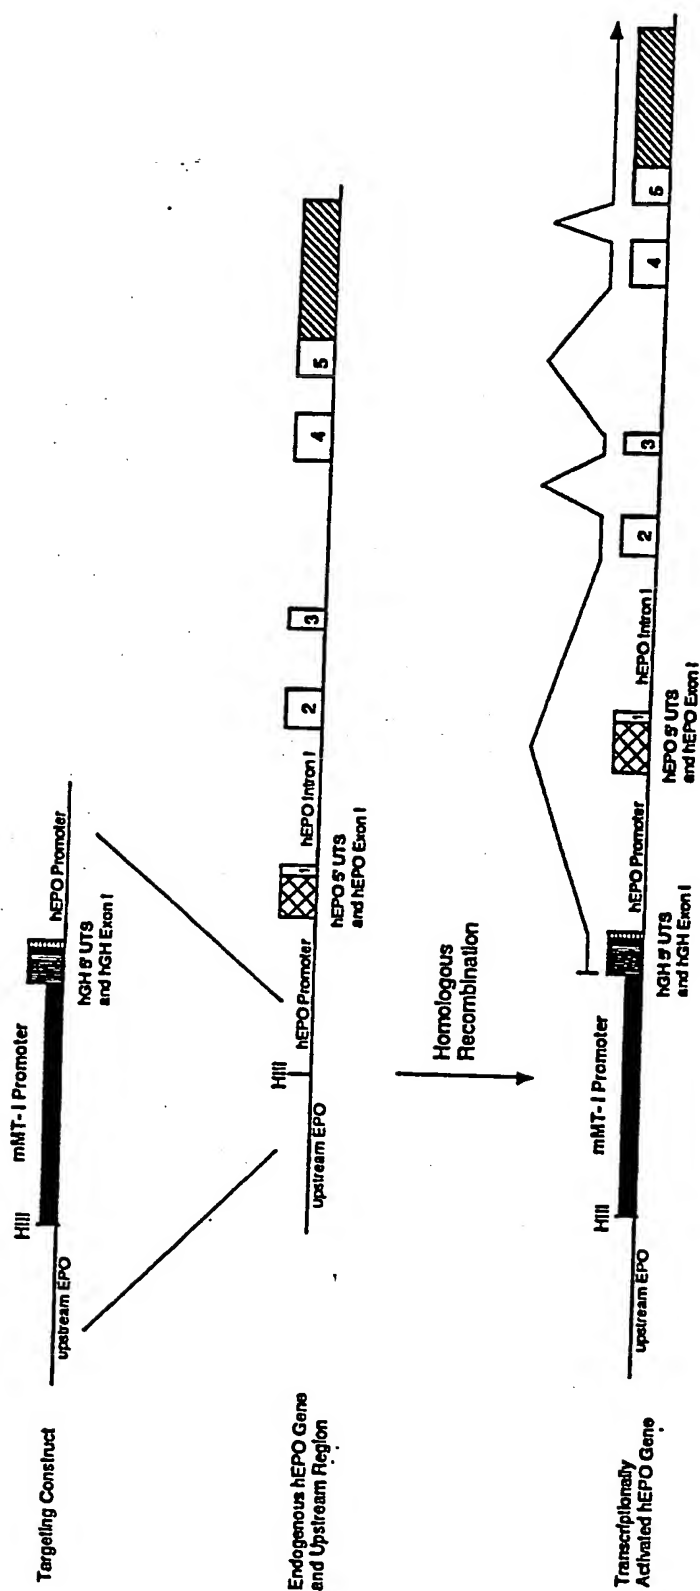 Targeting Construct
HIII
mMT-I Promoter
upstream EPO
hGH 5' UTS
and hGH Exon I
hEPO Promoter
Endogenous hEPO Gene
and Upstream Region
HIII
upstream EPO
hEPO Promoter
1
hEPO 5' UTS
and hEPO Exon I
hEPO Intron I
2
3
4
5
Homologous
Recombination
Transcriptionally
Activated hEPO Gene
HIII
mMT-I Promoter
upstream EPO
hGH 5' UTS
and hGH Exon I
hEPO Promoter
1
hEPO 5' UTS
and hEPO Exon I
hEPO Intron I
2
3
4
5